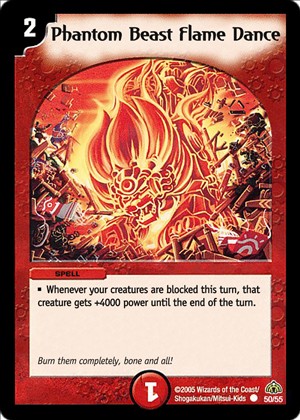 2
Phantom Beast Flame Dance
SPELL
▪ Whenever your creatures are blocked this turn, that
creature gets +4000 power until the end of the turn.
Burn them completely, bone and all!
1
©2005 Wizards of the Coast/
Shogakukan/Mitsui-Kids 50/55